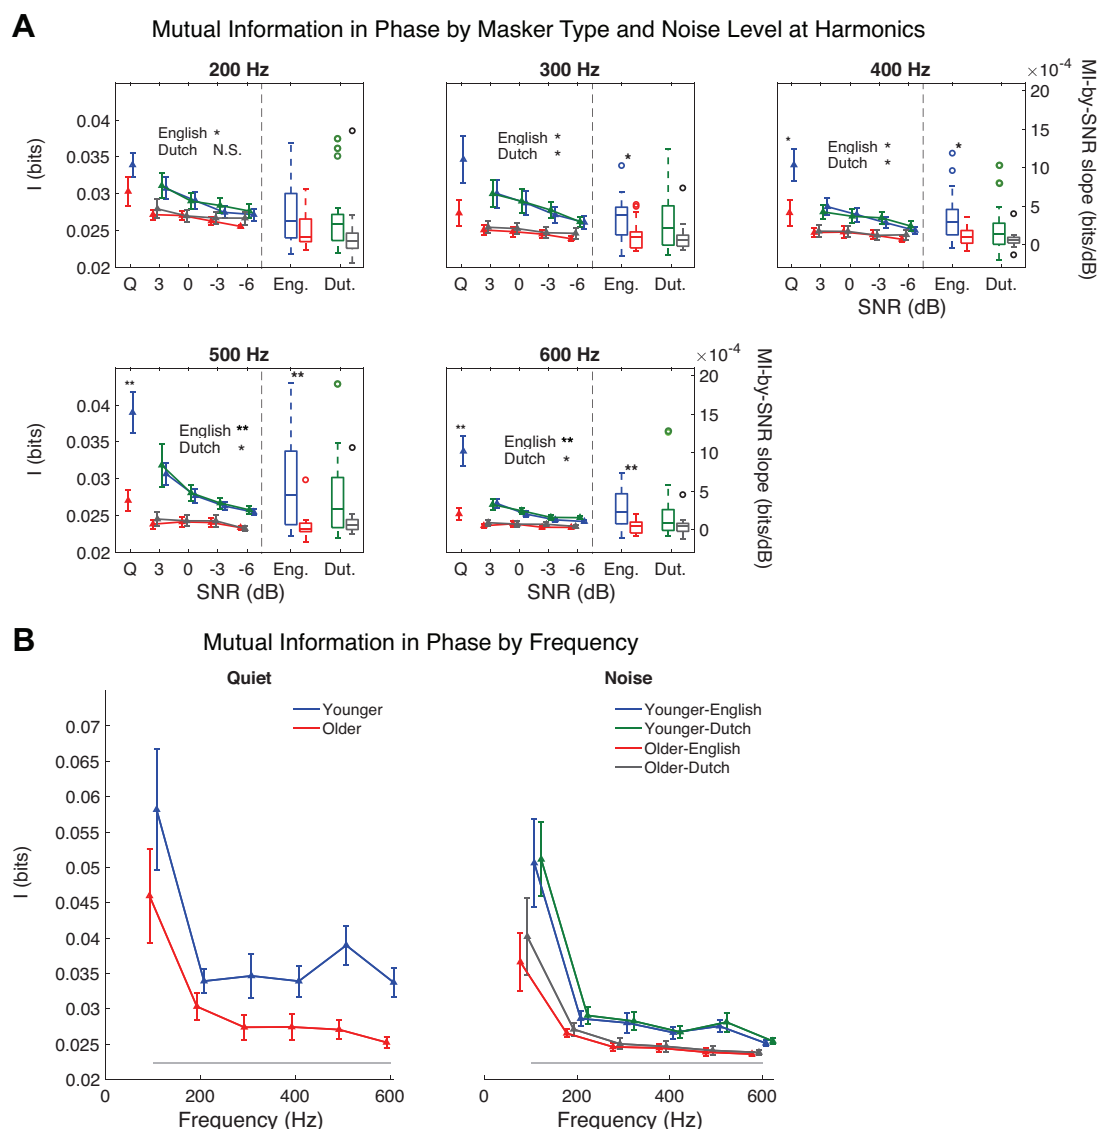 A
Mutual Information in Phase by Masker Type and Noise Level at Harmonics
200 Hz
300 Hz
400 Hz
×10⁻⁴
I (bits)
0.04
0.035
0.03
0.025
0.02
English *
Dutch N.S.
English *
Dutch *
*
English *
Dutch *
*
*
20
15
10
5
0
MI-by-SNR slope (bits/dB)
Q 3 0 -3 -6 Eng. Dut.
Q 3 0 -3 -6 Eng. Dut.
Q 3 0 -3 -6 Eng. Dut.
SNR (dB)
500 Hz
600 Hz
×10⁻⁴
I (bits)
0.04
0.035
0.03
0.025
0.02
**
English **
Dutch *
**
**
English **
Dutch *
**
20
15
10
5
0
MI-by-SNR slope (bits/dB)
Q 3 0 -3 -6 Eng. Dut.
SNR (dB)
Q 3 0 -3 -6 Eng. Dut.
SNR (dB)
B
Mutual Information in Phase by Frequency
Quiet
Noise
Younger
Older
Younger-English
Younger-Dutch
Older-English
Older-Dutch
I (bits)
0.07
0.065
0.06
0.055
0.05
0.045
0.04
0.035
0.03
0.025
0.02
0 200 400 600
Frequency (Hz)
0 200 400 600
Frequency (Hz)